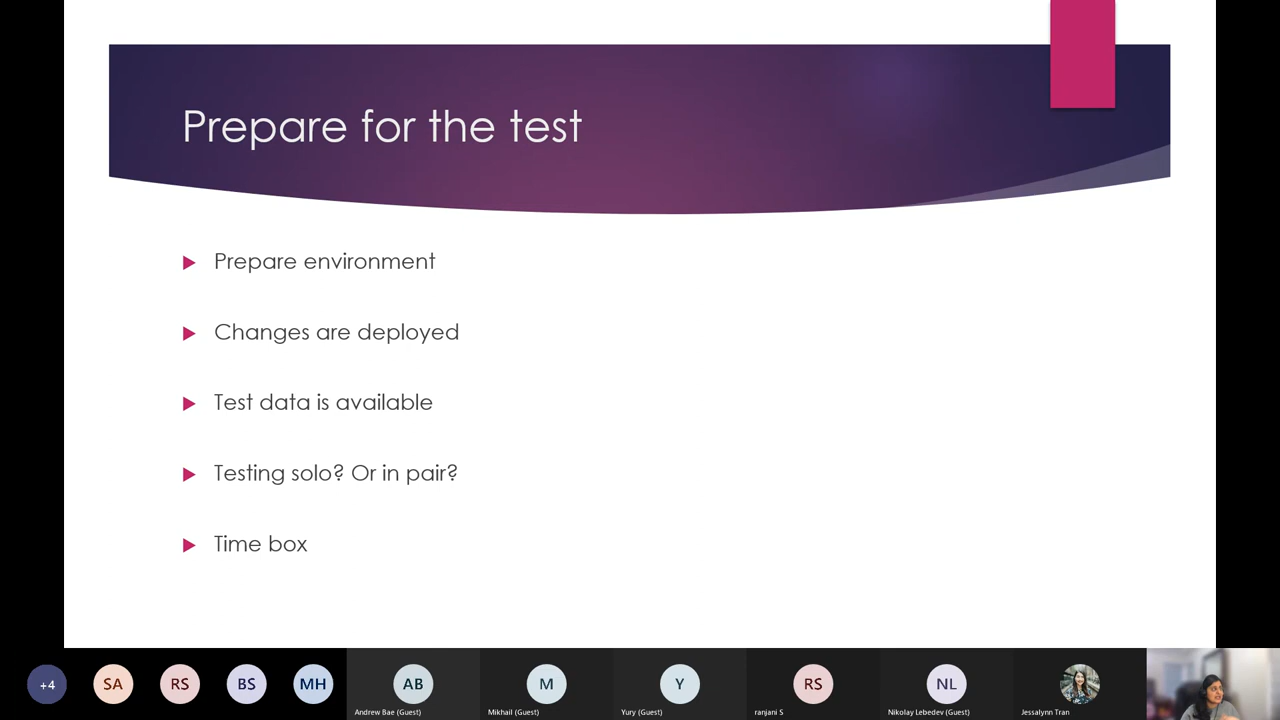 Prepare for the test
Prepare environment
Changes are deployed
Test data is available
Testing solo? Or in pair?
Time box
+4
SA
RS
BS
MH
AB
M
Y
RS
NL
Andrew Bae (Guest)
Mikhail (Guest)
Yury (Guest)
ranjani S
Nikolay Lebedev (Guest)
Jessalynn Tran